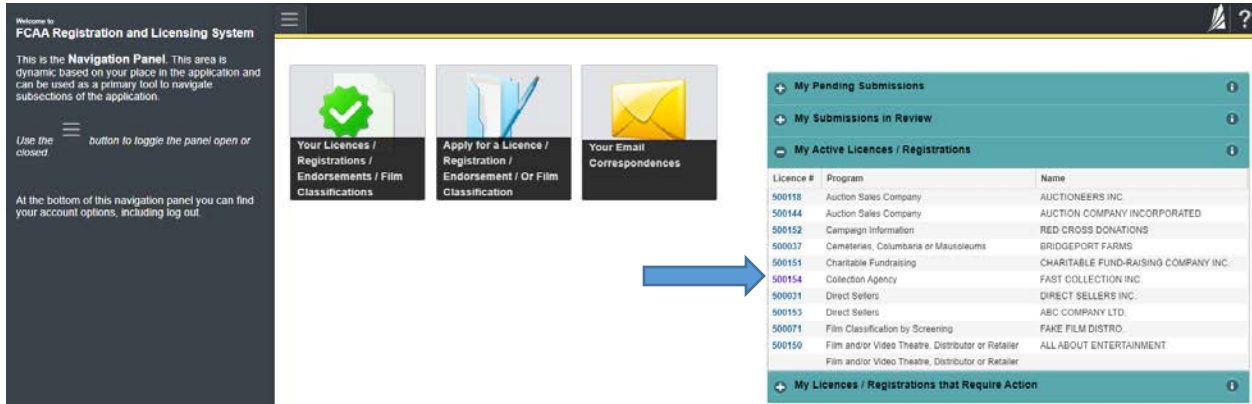 Welcome to
FCAA Registration and Licensing System
This is the Navigation Panel. This area is
dynamic based on your place in the application and
can be used as a primary tool to navigate
subsections of the application.
Use the button to toggle the panel open or
closed.
At the bottom of this navigation panel you can find
your account options, including log out.
Your Licences /
Registrations /
Endorsements / Film
Classifications
Apply for a Licence /
Registration /
Endorsement / Or Film
Classification
Your Email
Correspondences
?
My Pending Submissions
My Submissions in Review
My Active Licences / Registrations
Licence # Program Name
500118 Auction Sales Company AUCTIONEERS INC.
500144 Auction Sales Company AUCTION COMPANY INCORPORATED
500152 Campaign Information RED CROSS DONATIONS
500037 Cemeteries, Columbaria or Mausoleums BRIDGEPORT FARMS
500151 Charitable Fundraising CHARITABLE FUND-RAISING COMPANY INC.
500154 Collection Agency FAST COLLECTION INC.
500031 Direct Sellers DIRECT SELLERS INC.
500153 Direct Sellers ABC COMPANY LTD.
500071 Film Classification by Screening FAKE FILM DISTRO.
500150 Film and/or Video Theatre, Distributor or Retailer ALL ABOUT ENTERTAINMENT
Film and/or Video Theatre, Distributor or Retailer
My Licences / Registrations that Require Action